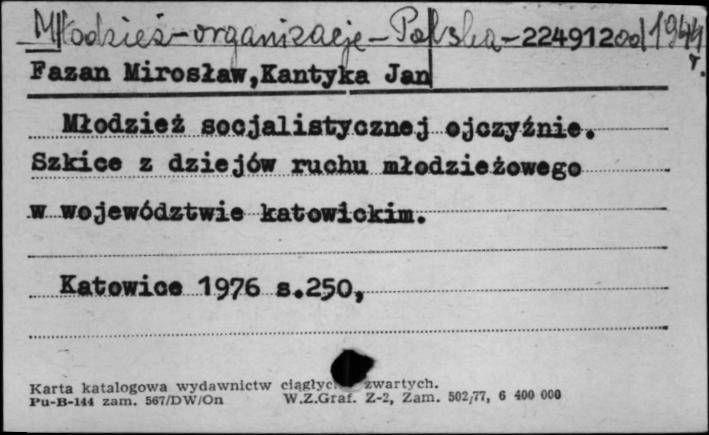 Młodzież-organizacje-Polska-224912 od 1944 r.
Fazan Mirosław,Kantyka Jan
Młodzież socjalistycznej ojczyźnie.
Szkice z dziejów ruchu młodzieżowego
w województwie katowickim.
Katowice 1976 s.250,
Karta katalogowa wydawnictw zwartych.
Pu-B-144 zam. 567/DW/On W.Z.Graf. Z-2, Zam. 502/77, 6 400 000